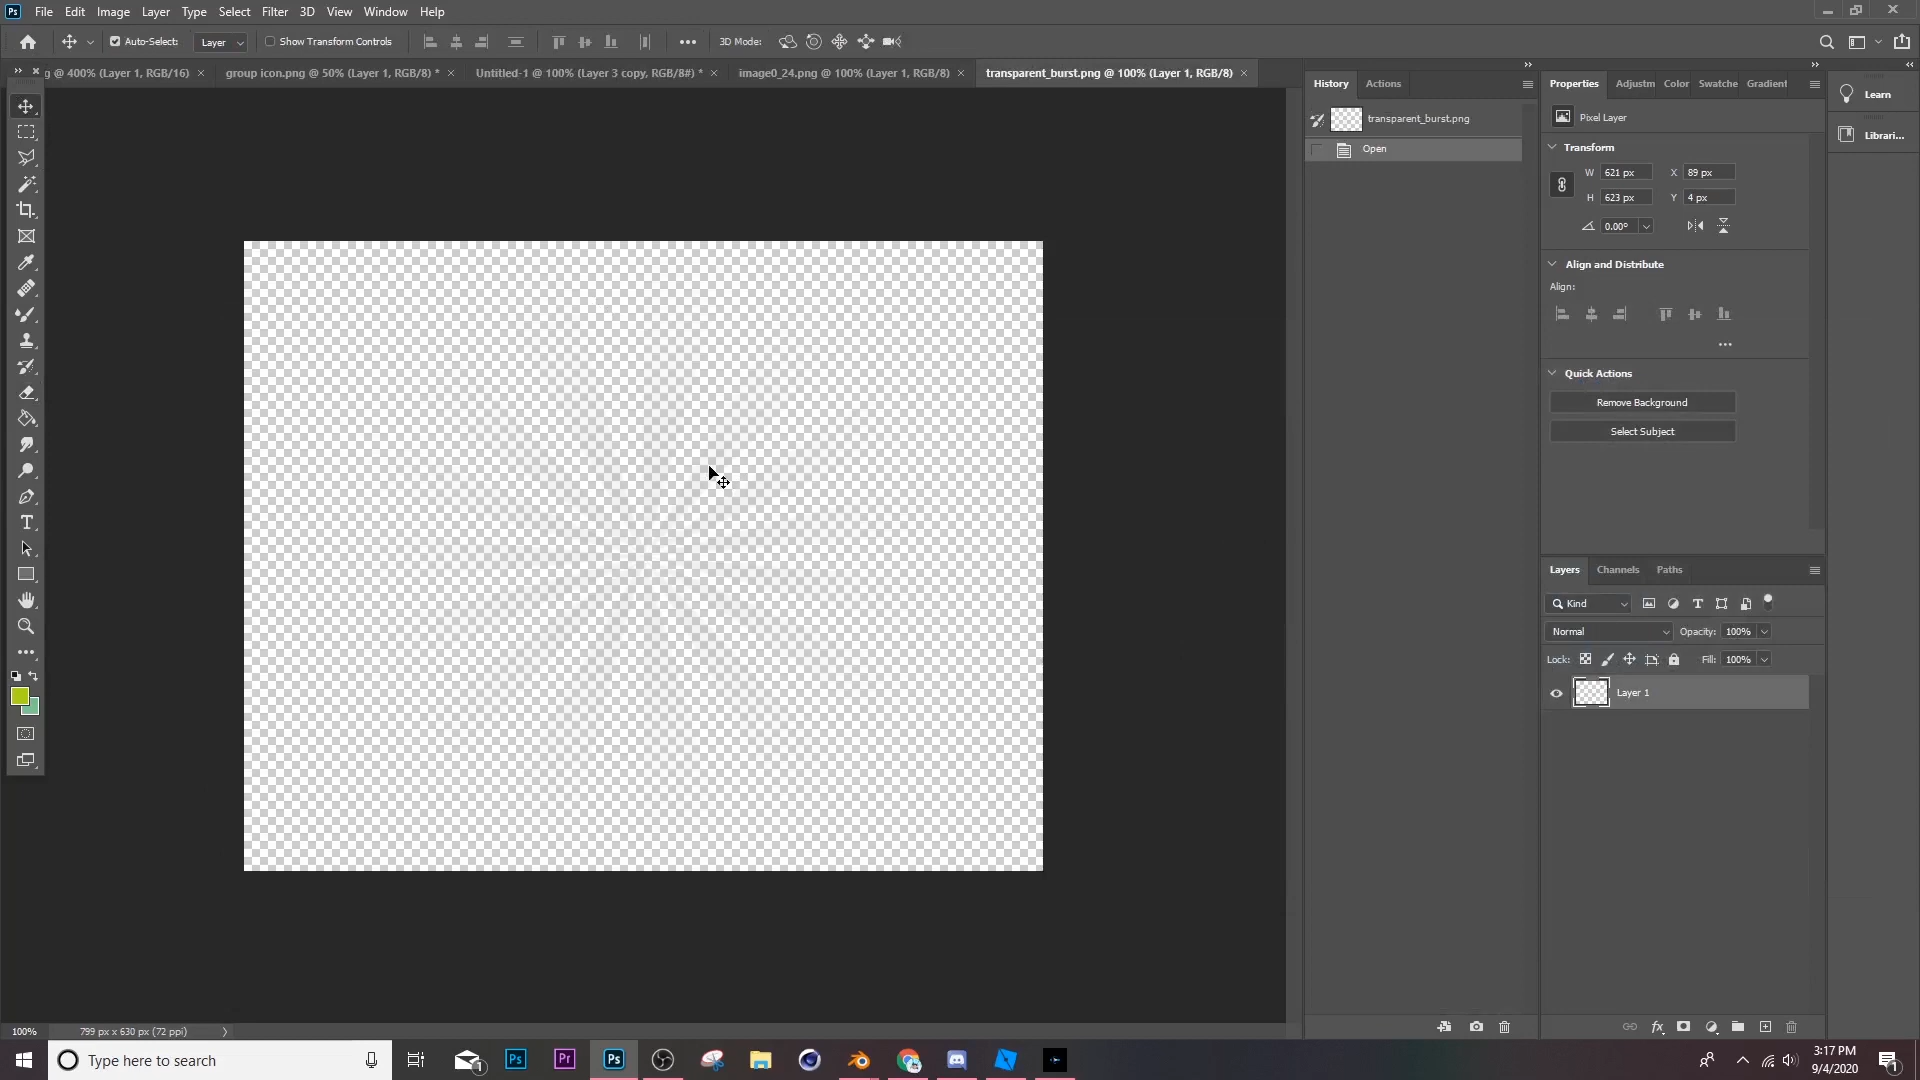 Ps File Edit Image Layer Type Select Filter 3D View Window Help
Auto-Select: Layer Show Transform Controls 3D Mode:
g @ 400% (Layer 1, RGB/16) × group icon.png @ 50% (Layer 1, RGB/8) * × Untitled-1 @ 100% (Layer 3 copy, RGB/8#) * × image0_24.png @ 100% (Layer 1, RGB/8) × transparent_burst.png @ 100% (Layer 1, RGB/8) ×
History Actions
transparent_burst.png
Open
Properties Adjustm Color Swatche Gradient
Pixel Layer
Transform
W 621 px X 89 px
H 623 px Y 4 px
0.00°
Align and Distribute
Align:
Quick Actions
Remove Background
Select Subject
Learn
Librari...
Layers Channels Paths
Kind
Normal Opacity: 100%
Lock: Fill: 100%
Layer 1
100% 799 px x 630 px (72 ppi)
Type here to search
1
Ps Pr Ps
3:17 PM
9/4/2020
1